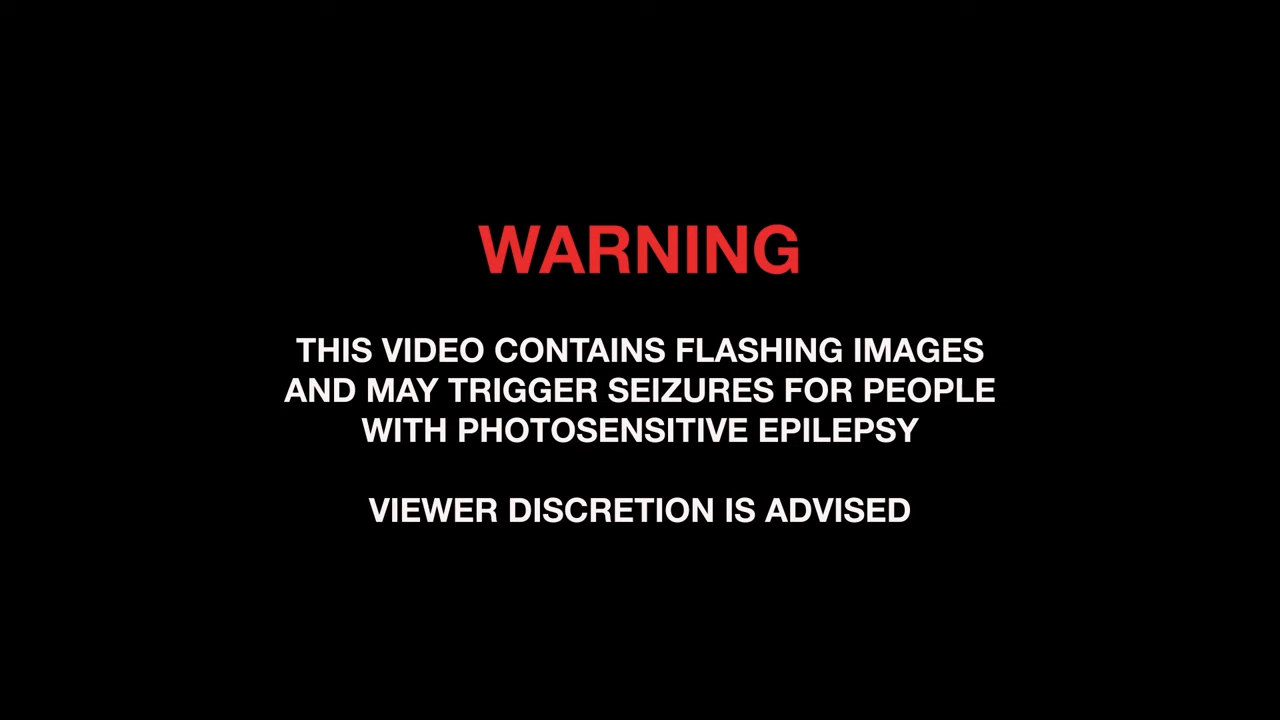 WARNING
THIS VIDEO CONTAINS FLASHING IMAGES
AND MAY TRIGGER SEIZURES FOR PEOPLE
WITH PHOTOSENSITIVE EPILEPSY
VIEWER DISCRETION IS ADVISED